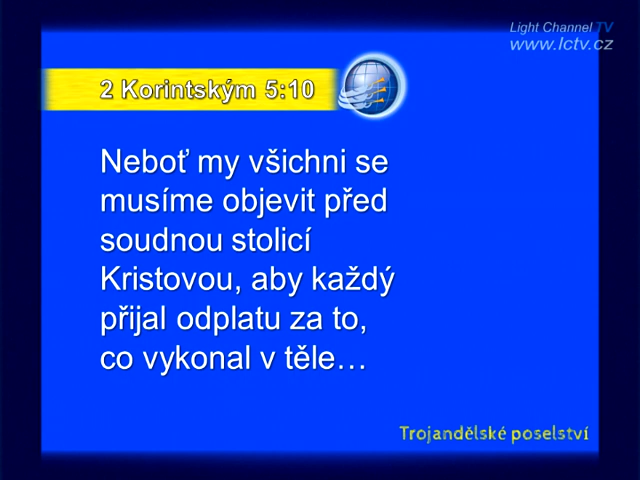 Light Channel TV
www.lctv.cz
2 Korintským 5:10
Neboť my všichni se
musíme objevit před
soudnou stolicí
Kristovou, aby každý
přijal odplatu za to,
co vykonal v těle…
Trojandělské poselství